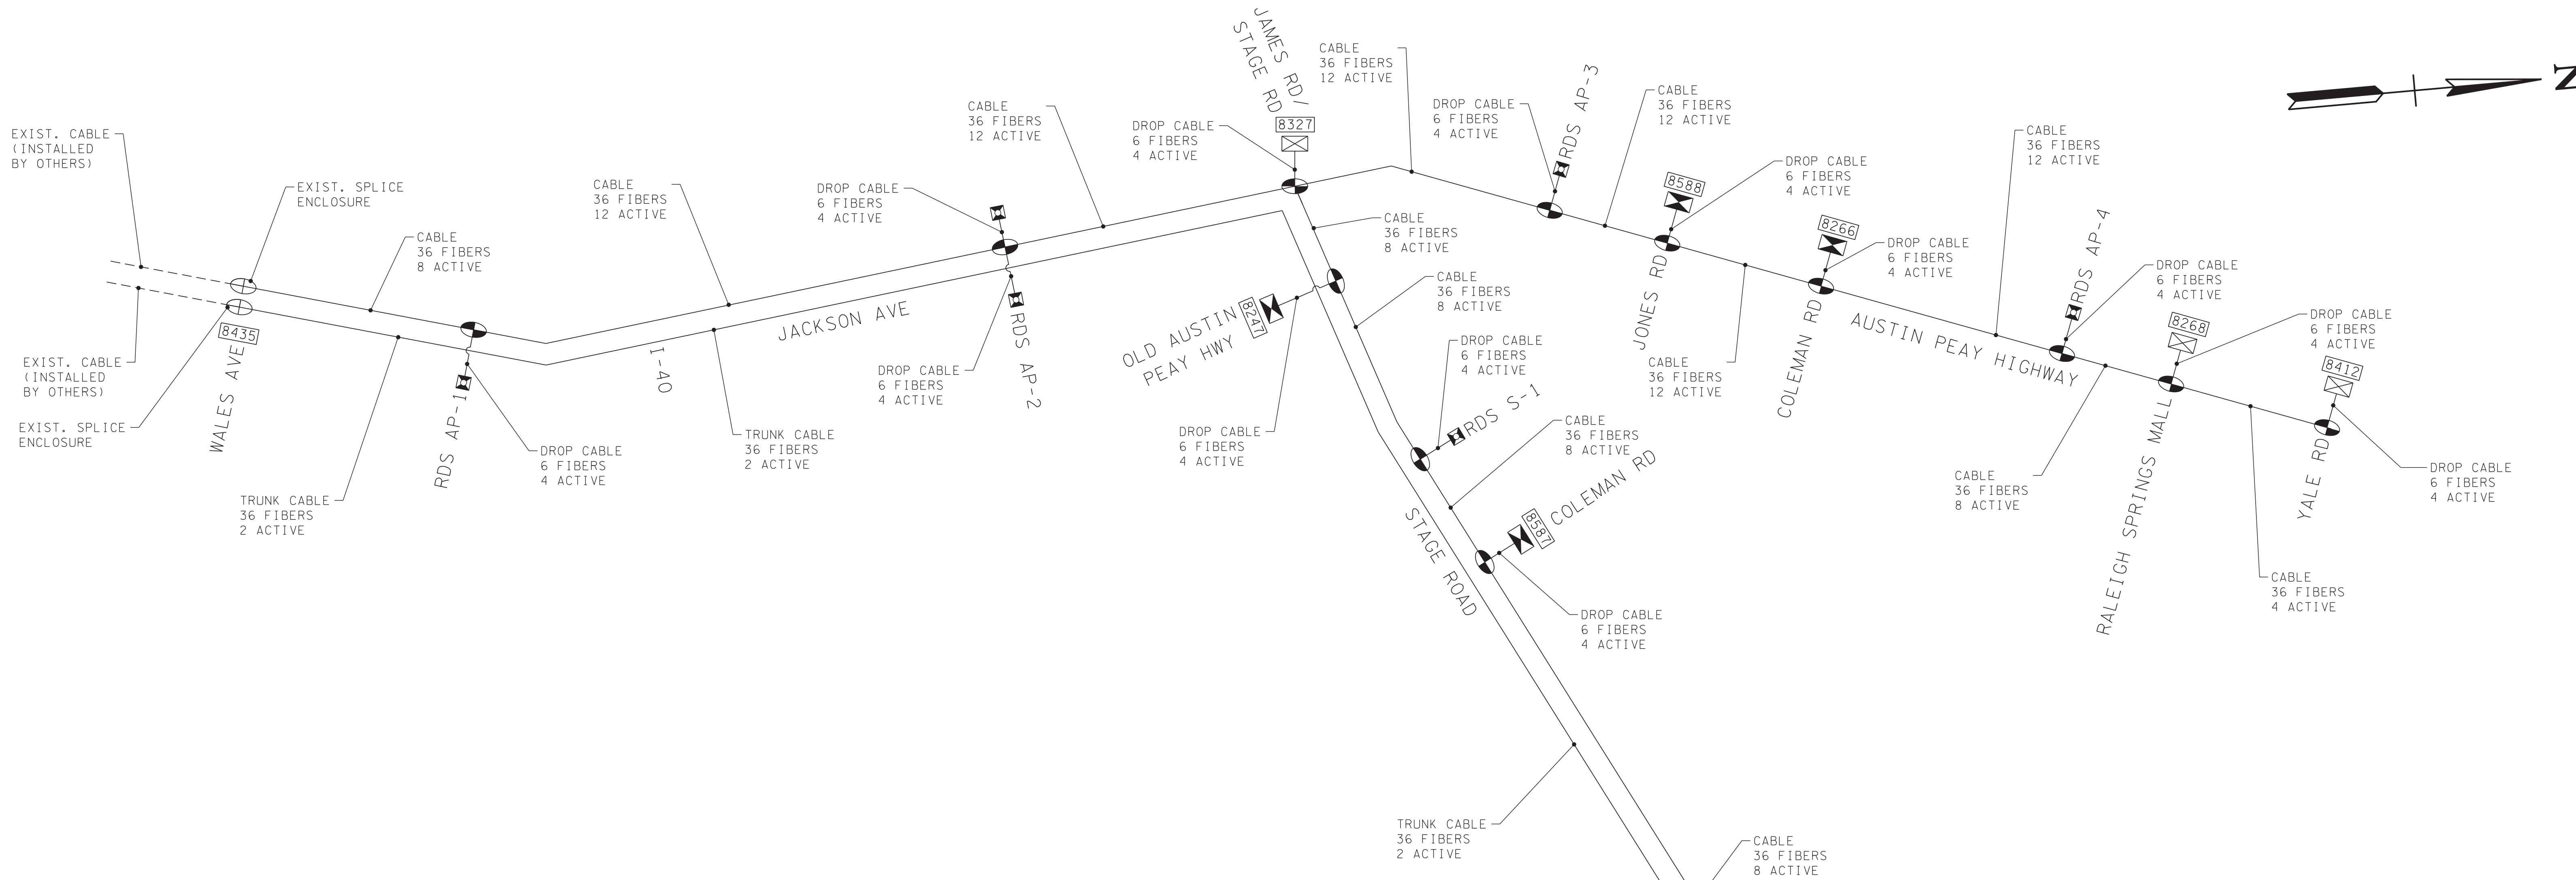 EXIST. CABLE
(INSTALLED
BY OTHERS)
EXIST. SPLICE
ENCLOSURE
CABLE
36 FIBERS
8 ACTIVE
EXIST. CABLE
(INSTALLED
BY OTHERS)
EXIST. SPLICE
ENCLOSURE
8435
WALES AVE
TRUNK CABLE
36 FIBERS
2 ACTIVE
RDS AP-1
DROP CABLE
6 FIBERS
4 ACTIVE
CABLE
36 FIBERS
12 ACTIVE
I-40
TRUNK CABLE
36 FIBERS
2 ACTIVE
JACKSON AVE
DROP CABLE
6 FIBERS
4 ACTIVE
DROP CABLE
6 FIBERS
4 ACTIVE
RDS AP-2
CABLE
36 FIBERS
12 ACTIVE
DROP CABLE
6 FIBERS
4 ACTIVE
JAMES RD/
STAGE RD
8327
CABLE
36 FIBERS
12 ACTIVE
CABLE
36 FIBERS
8 ACTIVE
OLD AUSTIN
PEAY HWY
8247
DROP CABLE
6 FIBERS
4 ACTIVE
CABLE
36 FIBERS
8 ACTIVE
DROP CABLE
6 FIBERS
4 ACTIVE
RDS S-1
CABLE
36 FIBERS
8 ACTIVE
COLEMAN RD
8587
DROP CABLE
6 FIBERS
4 ACTIVE
STAGE ROAD
TRUNK CABLE
36 FIBERS
2 ACTIVE
CABLE
36 FIBERS
8 ACTIVE
DROP CABLE
6 FIBERS
4 ACTIVE
RDS AP-3
CABLE
36 FIBERS
12 ACTIVE
8588
JONES RD
DROP CABLE
6 FIBERS
4 ACTIVE
CABLE
36 FIBERS
12 ACTIVE
8266
COLEMAN RD
DROP CABLE
6 FIBERS
4 ACTIVE
AUSTIN PEAY HIGHWAY
CABLE
36 FIBERS
12 ACTIVE
RDS AP-4
DROP CABLE
6 FIBERS
4 ACTIVE
CABLE
36 FIBERS
8 ACTIVE
8268
RALEIGH SPRINGS MALL
DROP CABLE
6 FIBERS
4 ACTIVE
CABLE
36 FIBERS
4 ACTIVE
8412
YALE RD
DROP CABLE
6 FIBERS
4 ACTIVE
N